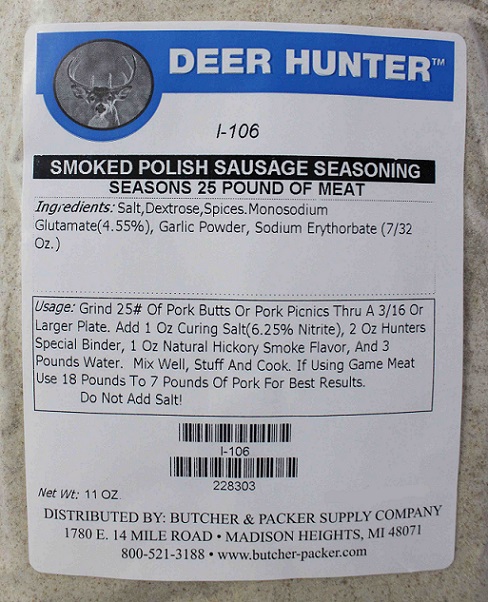 DEER HUNTER™
I-106
SMOKED POLISH SAUSAGE SEASONING
SEASONS 25 POUND OF MEAT
Ingredients: Salt,Dextrose,Spices.Monosodium
Glutamate(4.55%), Garlic Powder, Sodium Erythorbate (7/32
Oz.)
Usage: Grind 25# Of Pork Butts Or Pork Picnics Thru A 3/16 Or
Larger Plate. Add 1 Oz Curing Salt(6.25% Nitrite), 2 Oz Hunters
Special Binder, 1 Oz Natural Hickory Smoke Flavor, And 3
Pounds Water. Mix Well, Stuff And Cook. If Using Game Meat
Use 18 Pounds To 7 Pounds Of Pork For Best Results.
Do Not Add Salt!
I-106
228303
Net Wt: 11 OZ.
DISTRIBUTED BY: BUTCHER & PACKER SUPPLY COMPANY
1780 E. 14 MILE ROAD • MADISON HEIGHTS, MI 48071
800-521-3188 • www.butcher-packer.com